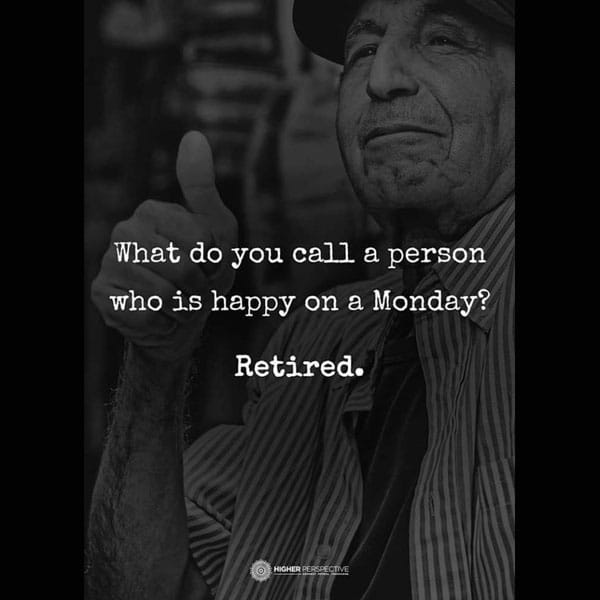 What do you call a person
who is happy on a Monday?
Retired.
HIGHER PERSPECTIVE